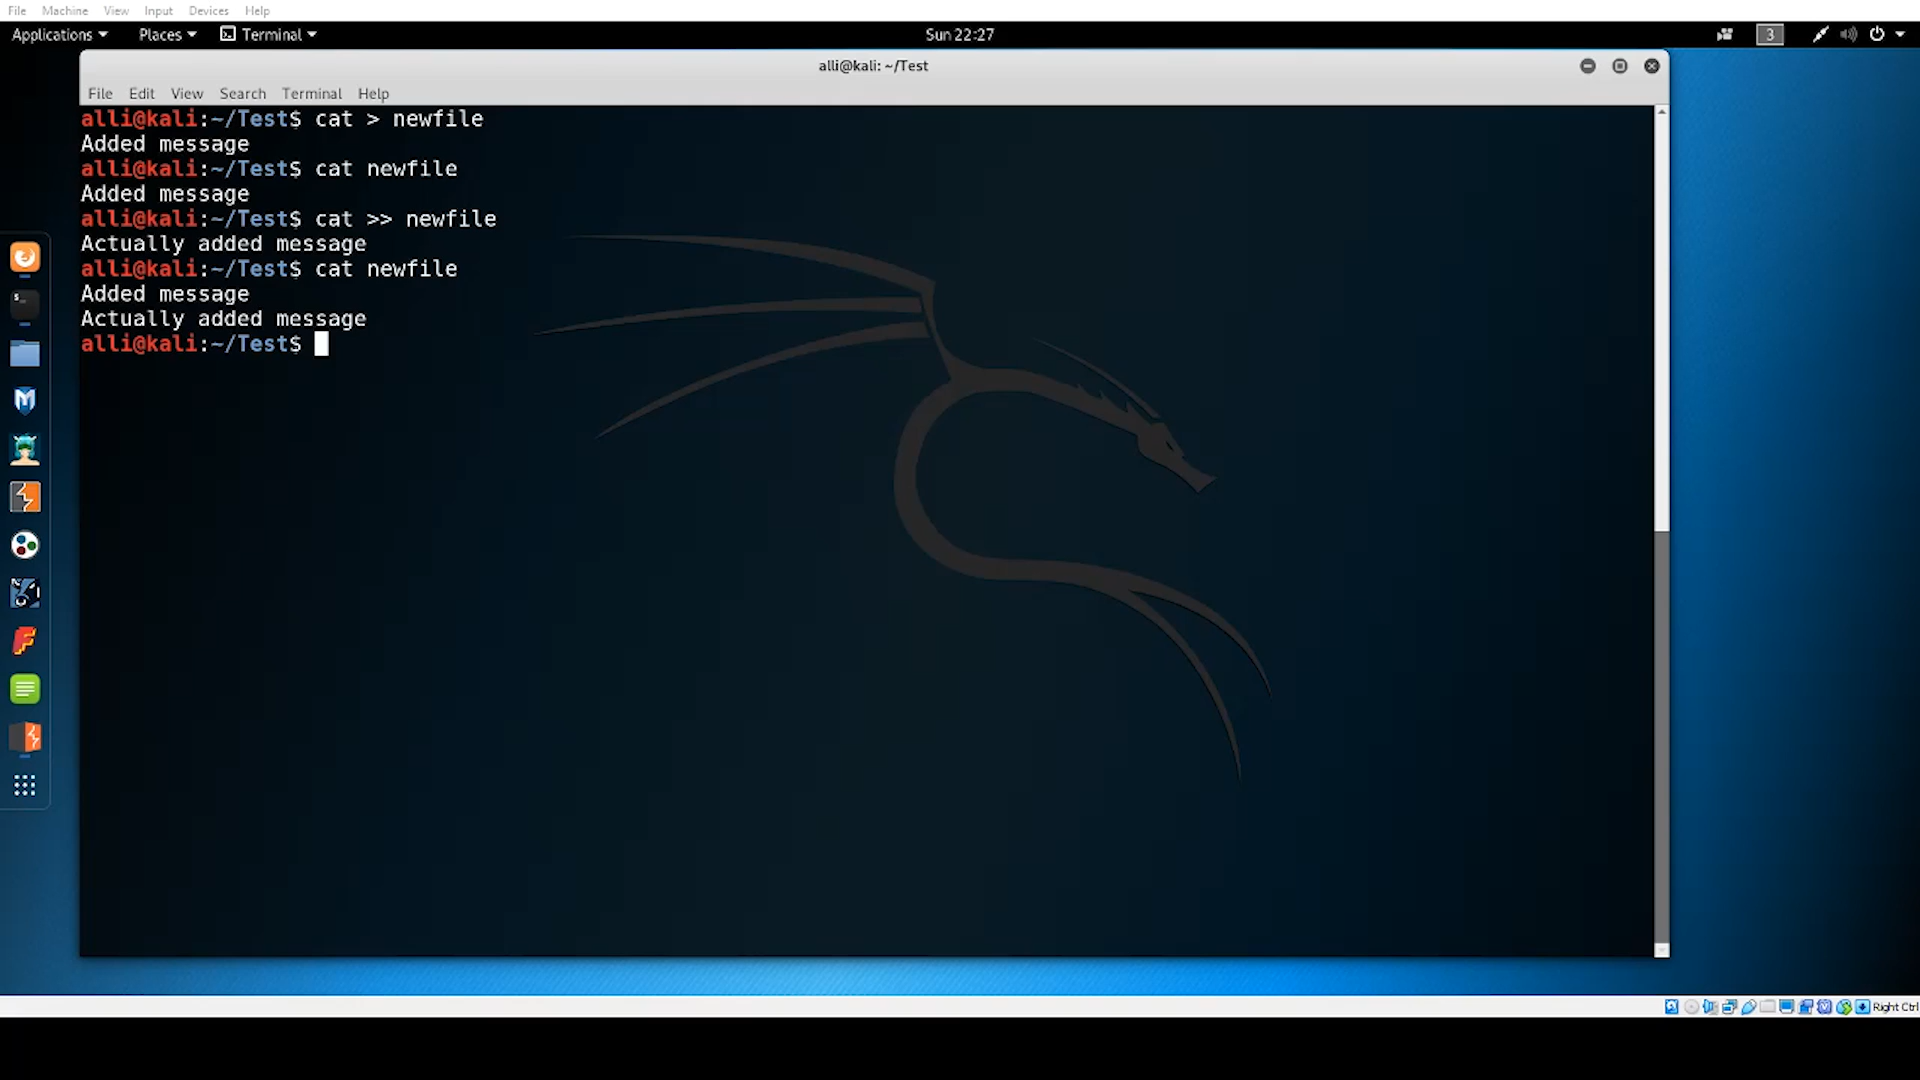 File Machine View Input Devices Help
Applications Places Terminal Sun 22:27 3
alli@kali: ~/Test
File Edit View Search Terminal Help
alli@kali:~/Test$ cat > newfile
Added message
alli@kali:~/Test$ cat newfile
Added message
alli@kali:~/Test$ cat >> newfile
Actually added message
alli@kali:~/Test$ cat newfile
Added message
Actually added message
alli@kali:~/Test$
Right Ctrl